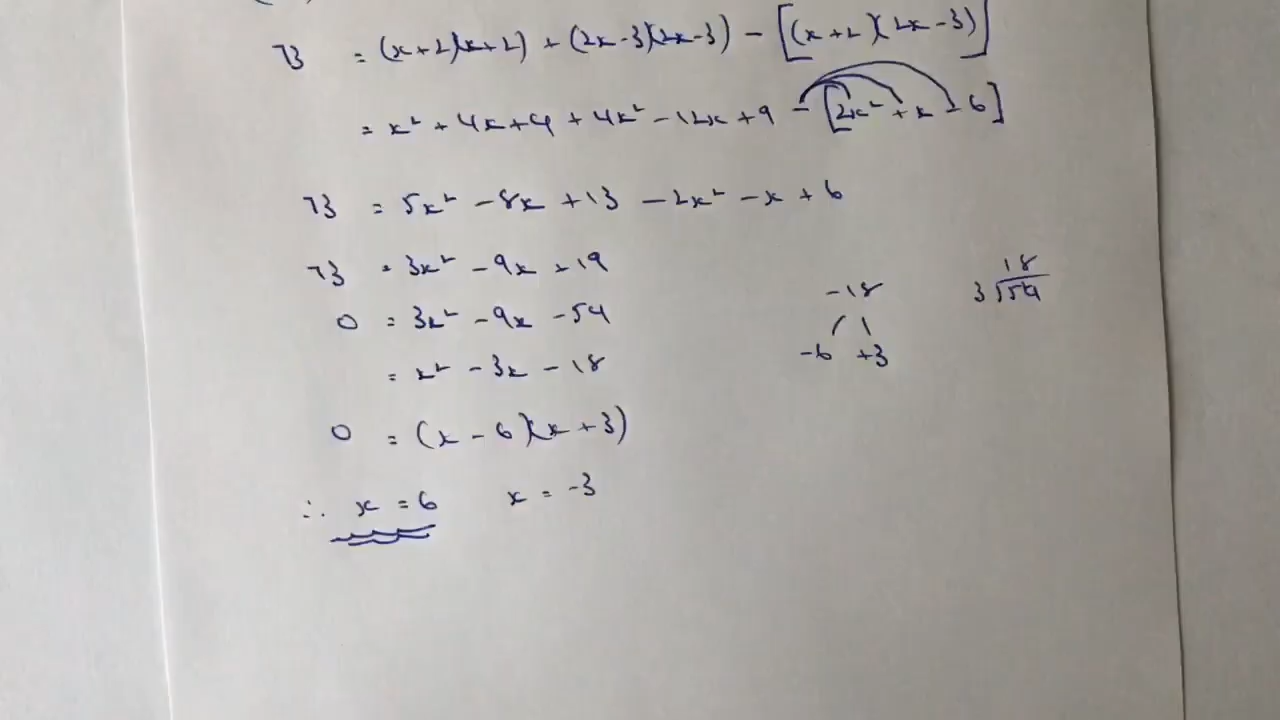 73 = (x+2)(x+2) + (2x-3)(2x-3) - [(x+2)(2x-3)]
= x² + 4x + 4 + 4x² - 12x + 9 - [2x² + x - 6]
73 = 5x² - 8x + 13 - 2x² - x + 6
73 = 3x² - 9x + 19
0 = 3x² - 9x - 54
= x² - 3x - 18
0 = (x - 6)(x + 3)
∴ x = 6 x = -3
-18
-6 +3
18
3√54